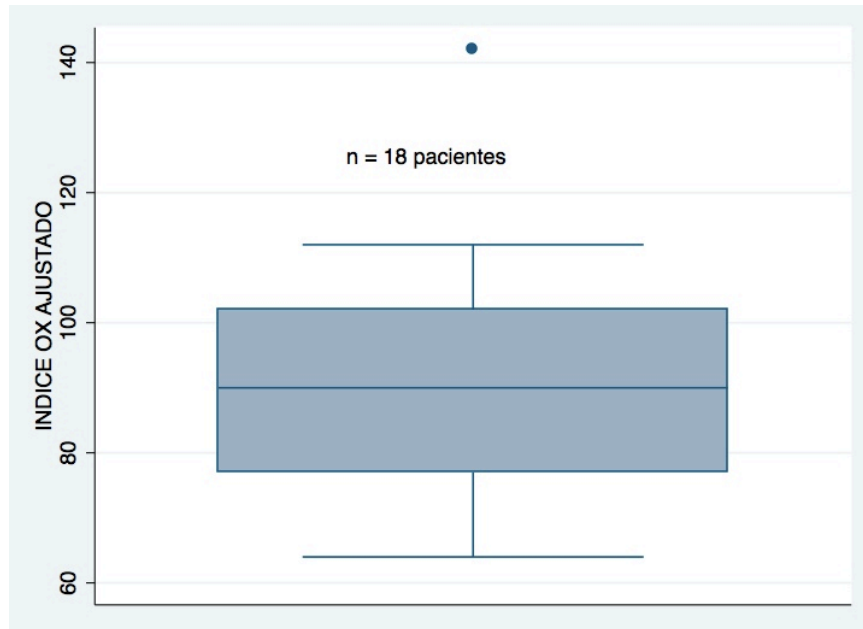 140
n = 18 pacientes
120
INDICE OX AJUSTADO
100
80
60